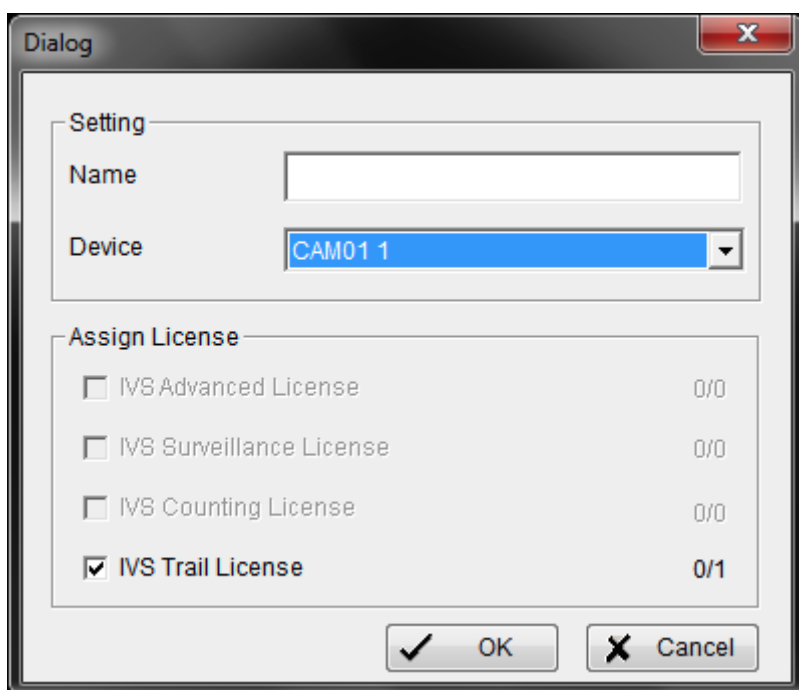 Dialog
Setting
Name
Device CAM01 1
Assign License
IVS Advanced License 0/0
IVS Surveillance License 0/0
IVS Counting License 0/0
IVS Trail License 0/1
OK Cancel